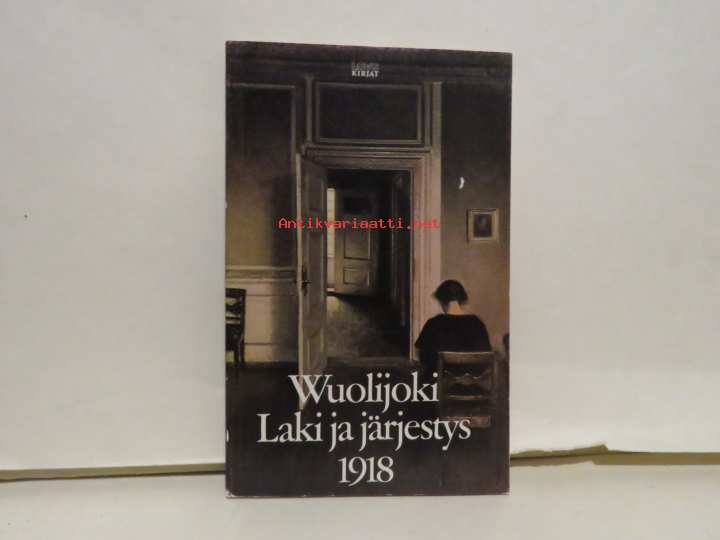 KIRJAT
Antikvariaatti.net
Wuolijoki
Laki ja järjestys
1918